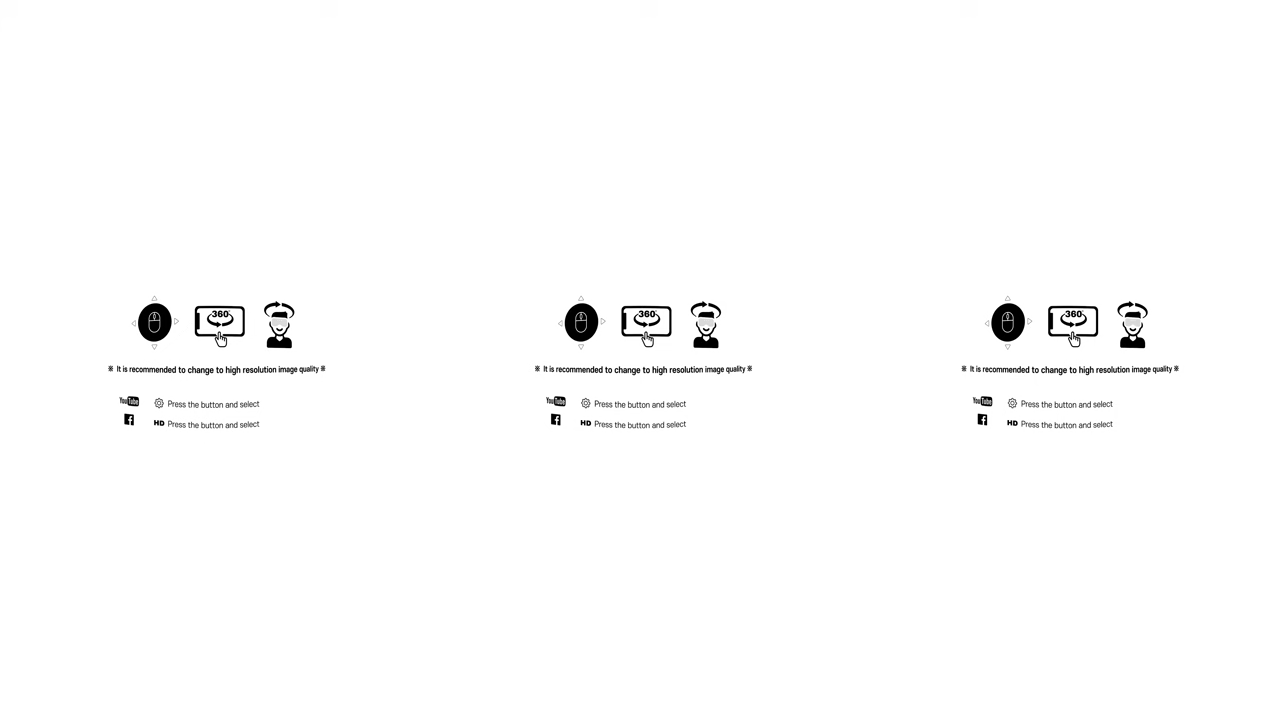 360°
※ It is recommended to change to high resolution image quality ※
YouTube Press the button and select
HD Press the button and select
360°
※ It is recommended to change to high resolution image quality ※
YouTube Press the button and select
HD Press the button and select
360°
※ It is recommended to change to high resolution image quality ※
YouTube Press the button and select
HD Press the button and select